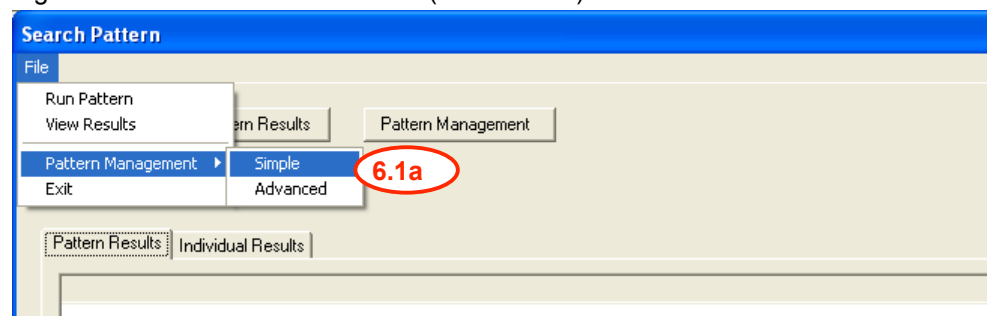 Search Pattern
File
Run Pattern
View Results
Results
Pattern Management
Pattern Management
Simple
6.1a
Exit
Advanced
Pattern Results
Individual Results